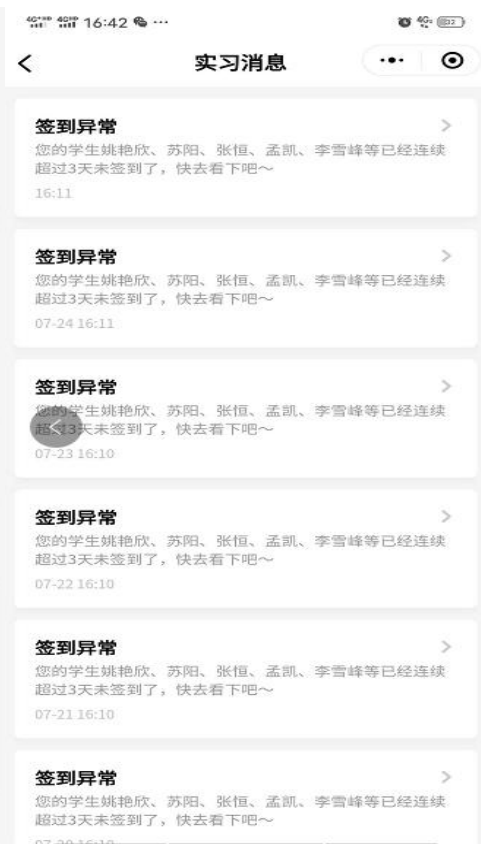 16:42
实习消息
签到异常
您的学生姚艳欣、苏阳、张恒、孟凯、李雪峰等已经连续
超过3天未签到了，快去看下吧～
16:11
签到异常
您的学生姚艳欣、苏阳、张恒、孟凯、李雪峰等已经连续
超过3天未签到了，快去看下吧～
07-24 16:11
签到异常
您的学生姚艳欣、苏阳、张恒、孟凯、李雪峰等已经连续
超过3天未签到了，快去看下吧～
07-23 16:10
签到异常
您的学生姚艳欣、苏阳、张恒、孟凯、李雪峰等已经连续
超过3天未签到了，快去看下吧～
07-22 16:10
签到异常
您的学生姚艳欣、苏阳、张恒、孟凯、李雪峰等已经连续
超过3天未签到了，快去看下吧～
07-21 16:10
签到异常
您的学生姚艳欣、苏阳、张恒、孟凯、李雪峰等已经连续
超过3天未签到了，快去看下吧～